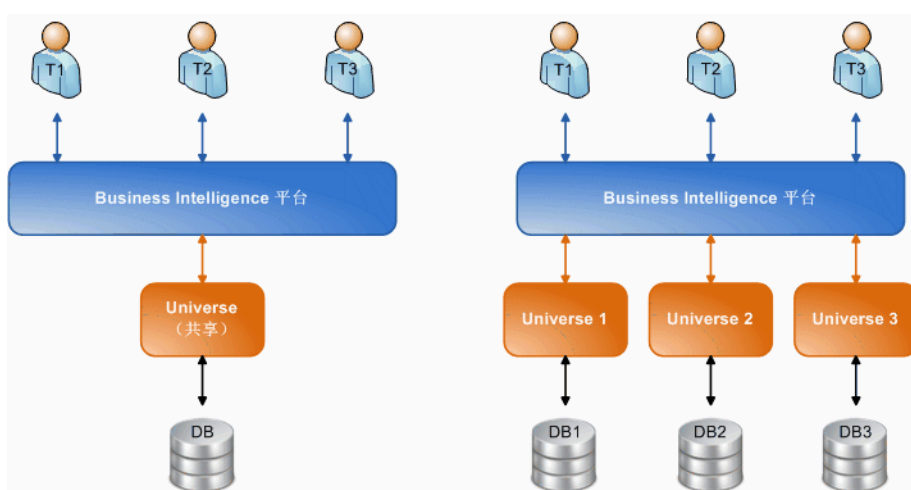 T1
T2
T3
Business Intelligence 平台
Universe
（共享）
DB
T1
T2
T3
Business Intelligence 平台
Universe 1
Universe 2
Universe 3
DB1
DB2
DB3